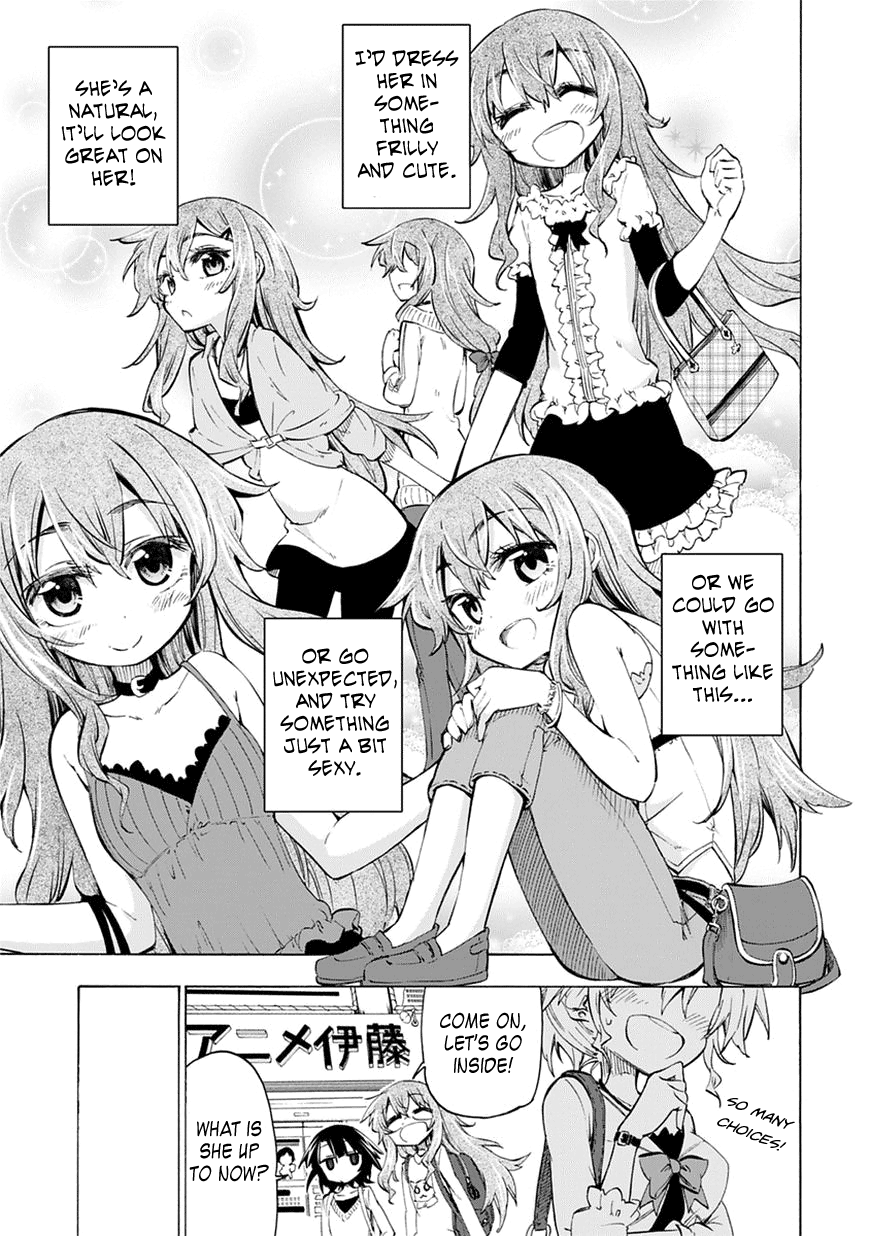 I'D DRESS
HER IN
SOME-
THING
FRILLY
AND CUTE.
SHE'S A
NATURAL,
IT'LL LOOK
GREAT ON
HER!
OR WE
COULD GO
WITH
SOME-
THING LIKE
THIS...
OR GO
UNEXPECTED,
AND TRY
SOMETHING
JUST A BIT
SEXY.
SO MANY
CHOICES!
COME ON,
LET'S GO
INSIDE!
アニメ伊藤
WHAT IS
SHE UP
TO NOW?